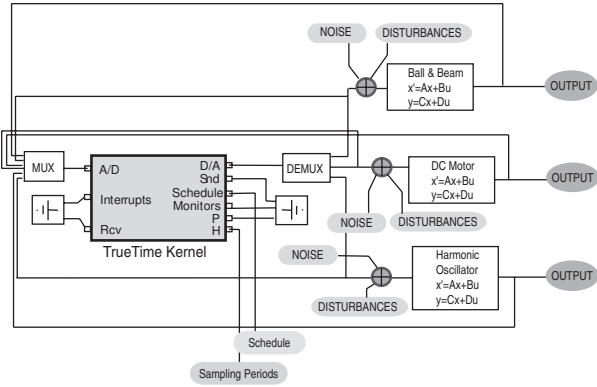 NOISE
DISTURBANCES
Ball & Beam
x'=Ax+Bu
y=Cx+Du
OUTPUT
MUX
A/D
Interrupts
Rcv
D/A
Snd
Schedule
Monitors
P
H
TrueTime Kernel
DEMUX
DC Motor
x'=Ax+Bu
y=Cx+Du
OUTPUT
NOISE
DISTURBANCES
NOISE
DISTURBANCES
Harmonic
Oscillator
x'=Ax+Bu
y=Cx+Du
OUTPUT
Schedule
Sampling Periods